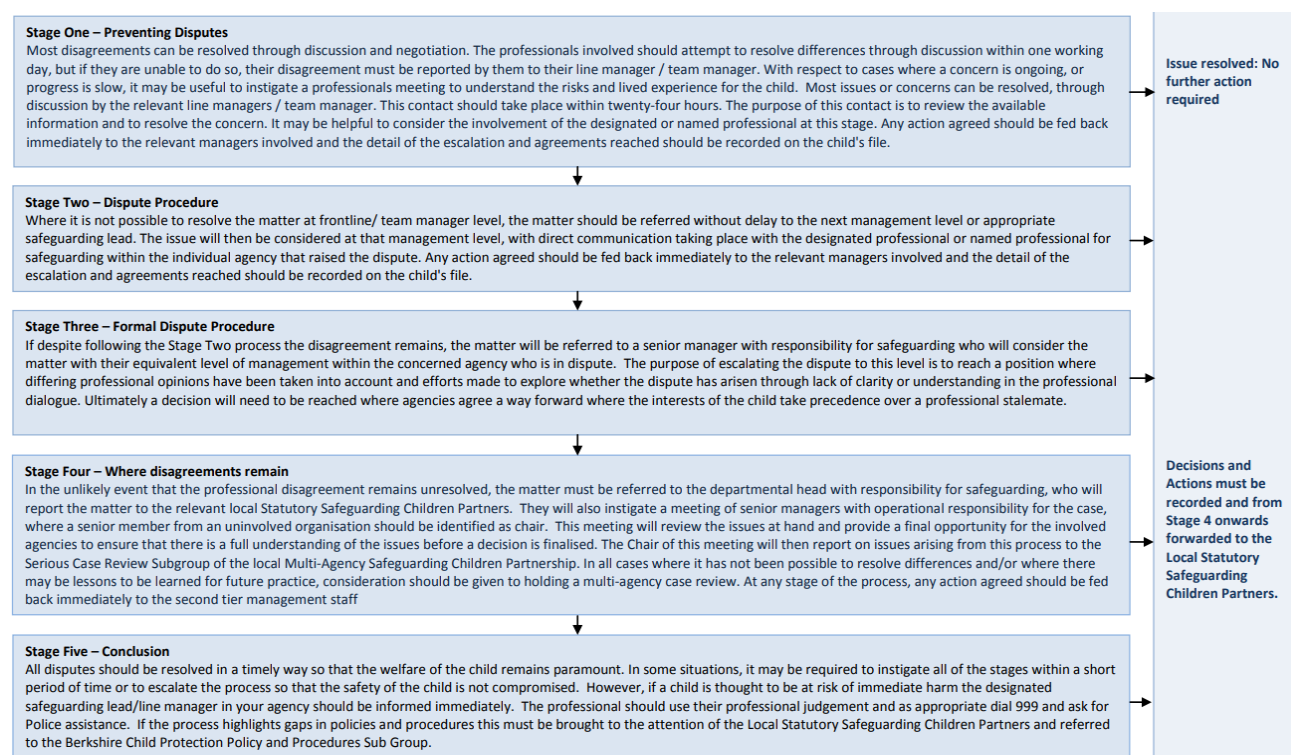 Stage One – Preventing Disputes
Most disagreements can be resolved through discussion and negotiation. The professionals involved should attempt to resolve differences through discussion within one working
day, but if they are unable to do so, their disagreement must be reported by them to their line manager / team manager. With respect to cases where a concern is ongoing, or
progress is slow, it may be useful to instigate a professionals meeting to understand the risks and lived experience for the child.  Most issues or concerns can be resolved, through
discussion by the relevant line managers / team manager. This contact should take place within twenty-four hours. The purpose of this contact is to review the available
information and to resolve the concern. It may be helpful to consider the involvement of the designated or named professional at this stage. Any action agreed should be fed back
immediately to the relevant managers involved and the detail of the escalation and agreements reached should be recorded on the child's file.
Issue resolved: No
further action
required
Stage Two – Dispute Procedure
Where it is not possible to resolve the matter at frontline/ team manager level, the matter should be referred without delay to the next management level or appropriate
safeguarding lead. The issue will then be considered at that management level, with direct communication taking place with the designated professional or named professional for
safeguarding within the individual agency that raised the dispute. Any action agreed should be fed back immediately to the relevant managers involved and the detail of the
escalation and agreements reached should be recorded on the child's file.
Stage Three – Formal Dispute Procedure
If despite following the Stage Two process the disagreement remains, the matter will be referred to a senior manager with responsibility for safeguarding who will consider the
matter with their equivalent level of management within the concerned agency who is in dispute.  The purpose of escalating the dispute to this level is to reach a position where
differing professional opinions have been taken into account and efforts made to explore whether the dispute has arisen through lack of clarity or understanding in the professional
dialogue. Ultimately a decision will need to be reached where agencies agree a way forward where the interests of the child take precedence over a professional stalemate.
Stage Four – Where disagreements remain
In the unlikely event that the professional disagreement remains unresolved, the matter must be referred to the departmental head with responsibility for safeguarding, who will
report the matter to the relevant local Statutory Safeguarding Children Partners.  They will also instigate a meeting of senior managers with operational responsibility for the case,
where a senior member from an uninvolved organisation should be identified as chair.  This meeting will review the issues at hand and provide a final opportunity for the involved
agencies to ensure that there is a full understanding of the issues before a decision is finalised. The Chair of this meeting will then report on issues arising from this process to the
Serious Case Review Subgroup of the local Multi-Agency Safeguarding Children Partnership. In all cases where it has not been possible to resolve differences and/or where there
may be lessons to be learned for future practice, consideration should be given to holding a multi-agency case review. At any stage of the process, any action agreed should be fed
back immediately to the second tier management staff
Decisions and
Actions must be
recorded and from
Stage 4 onwards
forwarded to the
Local Statutory
Safeguarding
Children Partners.
Stage Five – Conclusion
All disputes should be resolved in a timely way so that the welfare of the child remains paramount. In some situations, it may be required to instigate all of the stages within a short
period of time or to escalate the process so that the safety of the child is not compromised.  However, if a child is thought to be at risk of immediate harm the designated
safeguarding lead/line manager in your agency should be informed immediately.  The professional should use their professional judgement and as appropriate dial 999 and ask for
Police assistance.  If the process highlights gaps in policies and procedures this must be brought to the attention of the Local Statutory Safeguarding Children Partners and referred
to the Berkshire Child Protection Policy and Procedures Sub Group.